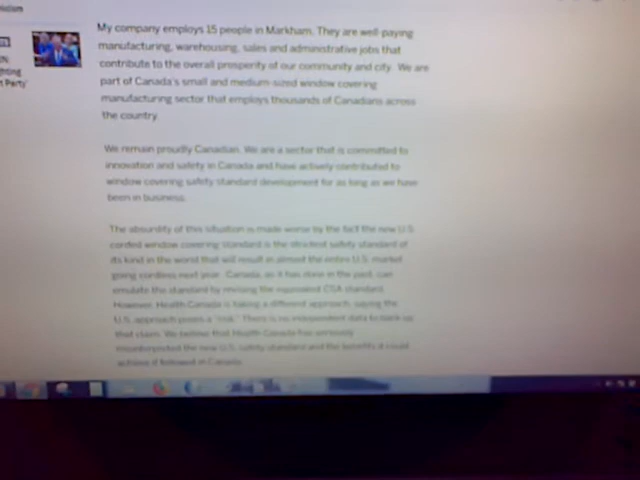 My company employs 15 people in Markham. They are well-paying
manufacturing, warehousing, sales and administrative jobs that
contribute to the overall prosperity of our community and city. We are
part of Canada's small and medium-sized window covering
manufacturing sector that employs thousands of Canadians across
the country.
We remain proudly Canadian. We are a sector that is committed to
innovation and safety in Canada and have actively contributed to
window covering safety standard development for as long as we have
been in business.
The absurdity of this situation is made worse by the fact the new U.S.
corded window covering standard is the strictest safety standard of
its kind in the world that will result in almost the entire U.S. market
going cordless next year. Canada, as it has done in the past, can
emulate the standard by revising the equivalent CSA standard.
However, Health Canada is taking a different approach, saying the
U.S. approach poses a "risk." There is no independent data to back up
that claim. We believe that Health Canada has seriously
misinterpreted the new U.S. safety standard and the benefits it could
achieve if followed in Canada.